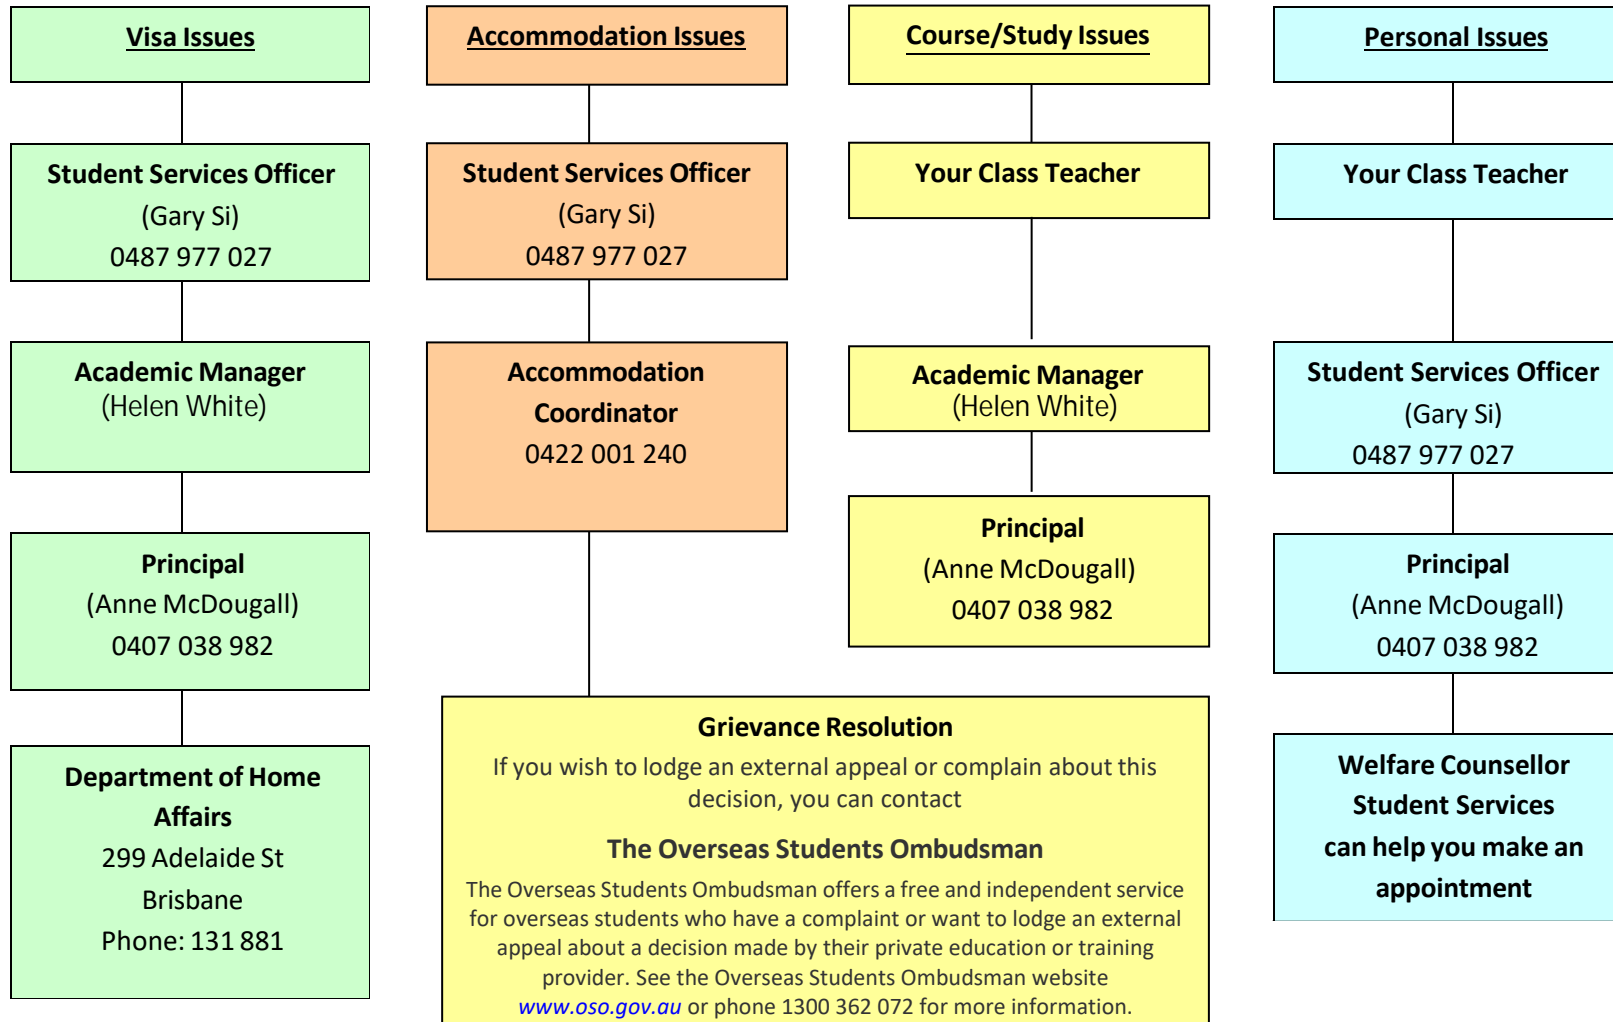 Visa Issues
Student Services Officer
(Gary Si)
0487 977 027
Academic Manager
(Helen White)
Principal
(Anne McDougall)
0407 038 982
Department of Home
Affairs
299 Adelaide St
Brisbane
Phone: 131 881
Accommodation Issues
Student Services Officer
(Gary Si)
0487 977 027
Accommodation
Coordinator
0422 001 240
Course/Study Issues
Your Class Teacher
Academic Manager
(Helen White)
Principal
(Anne McDougall)
0407 038 982
Grievance Resolution
If you wish to lodge an external appeal or complain about this
decision, you can contact
The Overseas Students Ombudsman
The Overseas Students Ombudsman offers a free and independent service
for overseas students who have a complaint or want to lodge an external
appeal about a decision made by their private education or training
provider. See the Overseas Students Ombudsman website
www.oso.gov.au or phone 1300 362 072 for more information.
Personal Issues
Your Class Teacher
Student Services Officer
(Gary Si)
0487 977 027
Principal
(Anne McDougall)
0407 038 982
Welfare Counsellor
Student Services
can help you make an
appointment